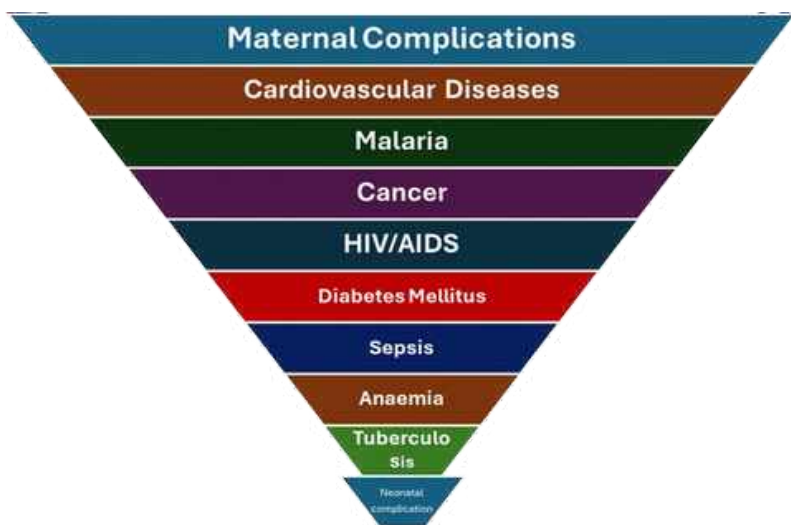 Maternal Complications
Cardiovascular Diseases
Malaria
Cancer
HIV/AIDS
Diabetes Mellitus
Sepsis
Anaemia
Tuberculo
Sis
Neonatal
complication